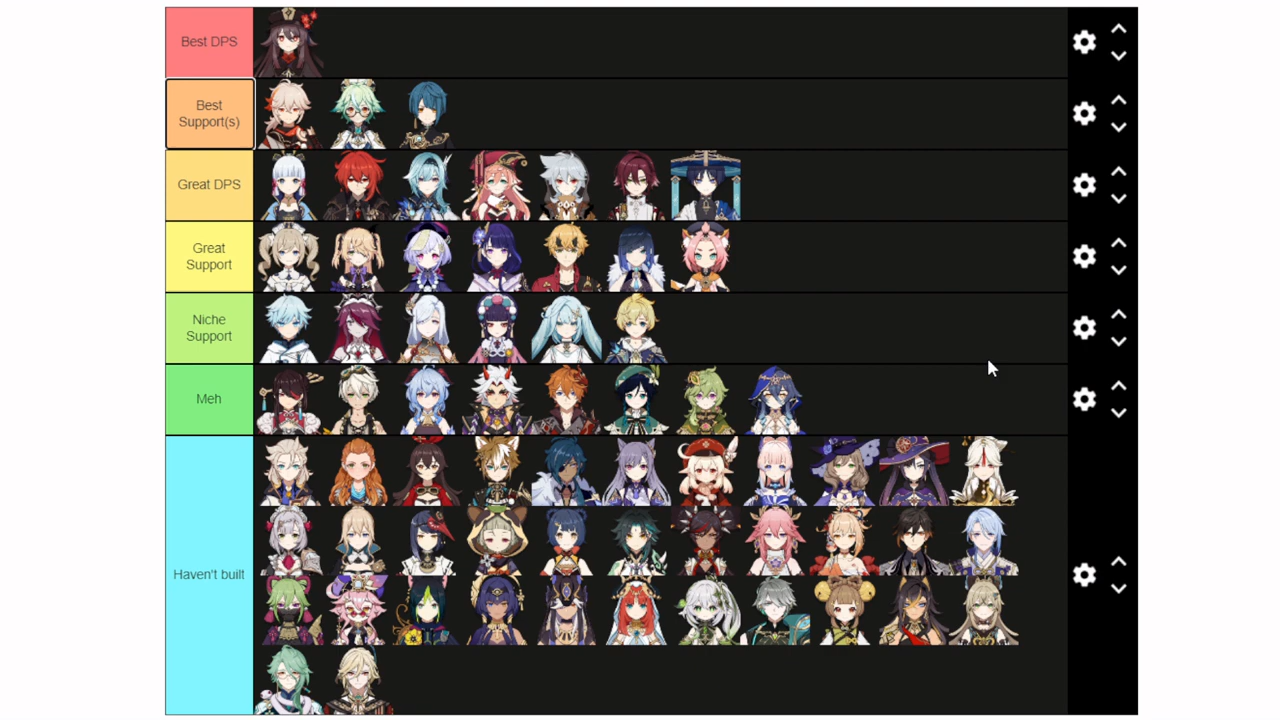 Best DPS
Best
Support(s)
Great DPS
Great
Support
Niche
Support
Meh
Haven't built